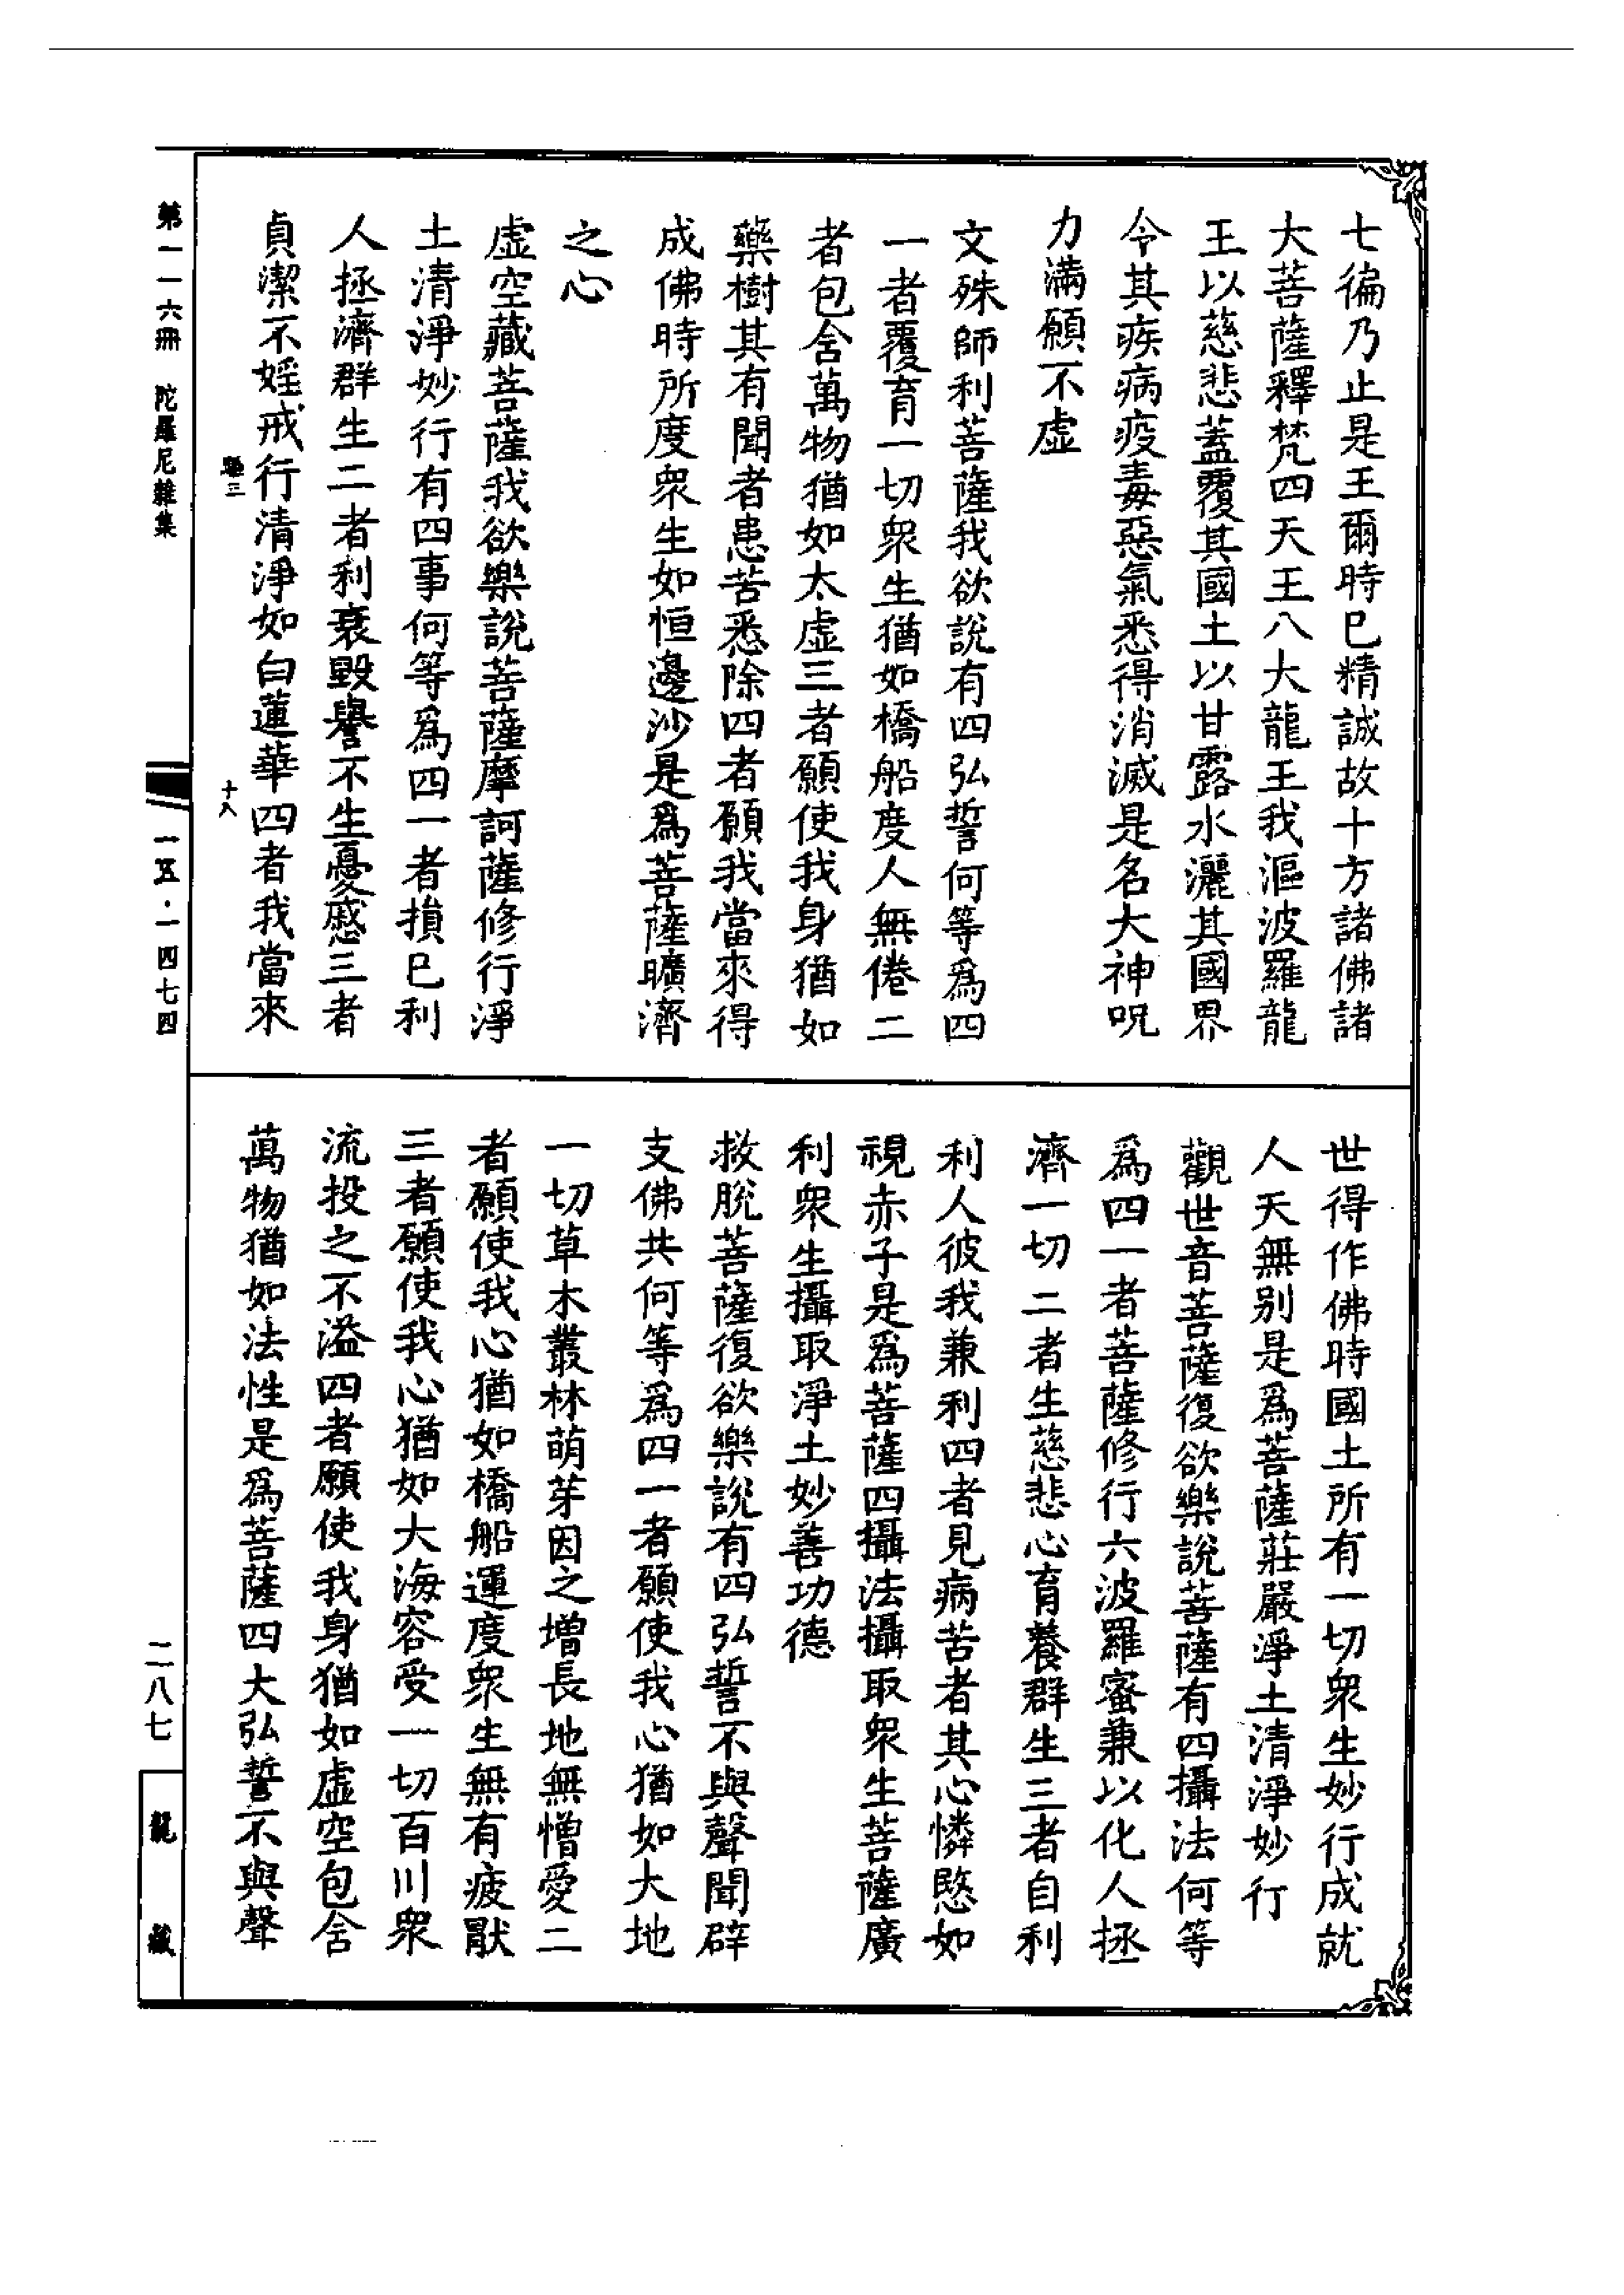 七徧乃止是王爾時巳精誠故十方諸佛諸
大菩薩釋梵四天王八大龍王我漚波羅龍
王以慈悲蓋覆其國土以甘露水灑其國界
令其疾病疫毒惡氣悉得消滅是名大神呪
力滿願不虛
文殊師利菩薩我欲說有四弘誓何等爲四
一者覆育一切衆生猶如橋船度人無倦二
者包含萬物猶如太虛三者願使我身猶如
藥樹其有聞者患苦悉除四者願我當來得
成佛時所度衆生如恒邊沙是爲菩薩曠濟
之心
虛空藏菩薩我欲樂說菩薩摩訶薩修行淨
土清淨妙行有四事何等爲四一者損巳利
人拯濟群生二者利衰毀譽不生憂慼三者
貞潔不婬戒行清淨如白蓮華四者我當來
世得作佛時國土所有一切衆生妙行成就
人天無别是爲菩薩莊嚴淨土清淨妙行
觀世音菩薩復欲樂說菩薩有四攝法何等
爲四一者菩薩修行六波羅蜜兼以化人拯
濟一切二者生慈悲心育養群生三者自利
利人彼我兼利四者見病苦者其心憐愍如
視赤子是爲菩薩四攝法攝取衆生菩薩廣
利衆生攝取淨土妙善功德
救脫菩薩復欲樂說有四弘誓不與聲聞辟
支佛共何等爲四一者願使我心猶如大地
一切草木叢林萌芽因之增長地無憎愛二
者願使我心猶如橋船運度衆生無有疲厭
三者願使我心猶如大海容受一切百川衆
流投之不溢四者願使我身猶如虛空包含
萬物猶如法性是爲菩薩四大弘誓不與聲
十八
第一一六冊 陀羅尼雜集
一五·一四七四
二八七
龍藏